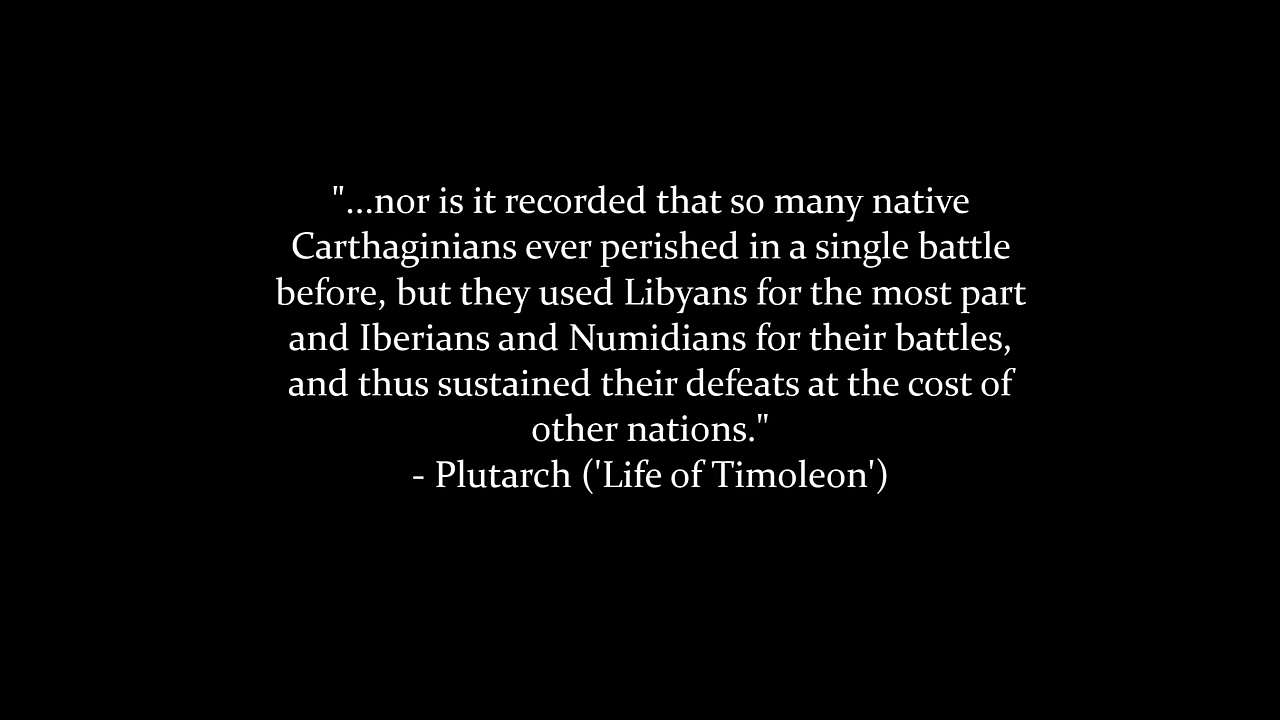 "...nor is it recorded that so many native
Carthaginians ever perished in a single battle
before, but they used Libyans for the most part
and Iberians and Numidians for their battles,
and thus sustained their defeats at the cost of
other nations."
- Plutarch ('Life of Timoleon')